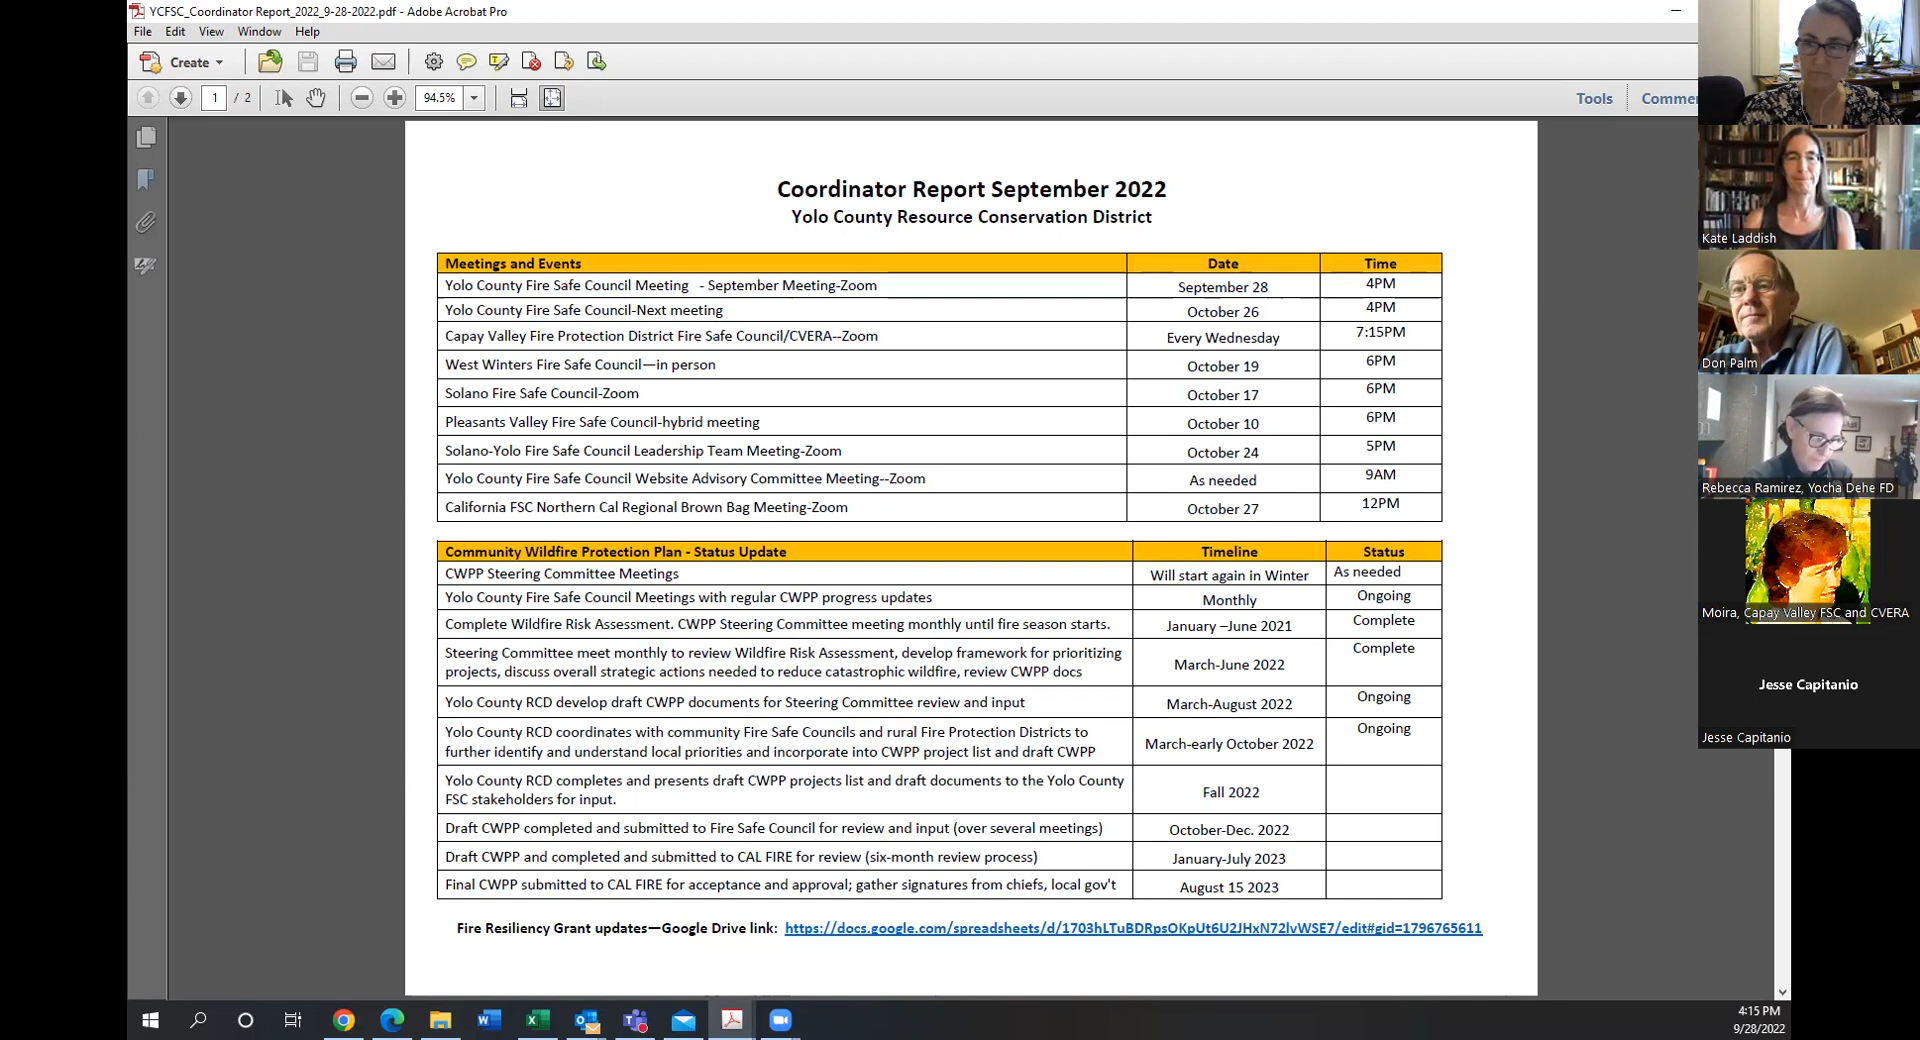 YCFSC_Coordinator Report_2022_9-28-2022.pdf - Adobe Acrobat Pro
File Edit View Window Help
Create
1 / 2 94.5% Tools Commen
Coordinator Report September 2022
Yolo County Resource Conservation District
Meetings and Events Date Time
Yolo County Fire Safe Council Meeting - September Meeting-Zoom September 28 4PM
Yolo County Fire Safe Council-Next meeting October 26 4PM
Capay Valley Fire Protection District Fire Safe Council/CVERA--Zoom Every Wednesday 7:15PM
West Winters Fire Safe Council—in person October 19 6PM
Solano Fire Safe Council-Zoom October 17 6PM
Pleasants Valley Fire Safe Council-hybrid meeting October 10 6PM
Solano-Yolo Fire Safe Council Leadership Team Meeting-Zoom October 24 5PM
Yolo County Fire Safe Council Website Advisory Committee Meeting--Zoom As needed 9AM
California FSC Northern Cal Regional Brown Bag Meeting-Zoom October 27 12PM
Community Wildfire Protection Plan - Status Update Timeline Status
CWPP Steering Committee Meetings Will start again in Winter As needed
Yolo County Fire Safe Council Meetings with regular CWPP progress updates Monthly Ongoing
Complete Wildfire Risk Assessment. CWPP Steering Committee meeting monthly until fire season starts. January –June 2021 Complete
Steering Committee meet monthly to review Wildfire Risk Assessment, develop framework for prioritizing
projects, discuss overall strategic actions needed to reduce catastrophic wildfire, review CWPP docs March-June 2022 Complete
Yolo County RCD develop draft CWPP documents for Steering Committee review and input March-August 2022 Ongoing
Yolo County RCD coordinates with community Fire Safe Councils and rural Fire Protection Districts to
further identify and understand local priorities and incorporate into CWPP project list and draft CWPP March-early October 2022 Ongoing
Yolo County RCD completes and presents draft CWPP projects list and draft documents to the Yolo County
FSC stakeholders for input. Fall 2022
Draft CWPP completed and submitted to Fire Safe Council for review and input (over several meetings) October-Dec. 2022
Draft CWPP and completed and submitted to CAL FIRE for review (six-month review process) January-July 2023
Final CWPP submitted to CAL FIRE for acceptance and approval; gather signatures from chiefs, local gov't August 15 2023
Fire Resiliency Grant updates—Google Drive link: https://docs.google.com/spreadsheets/d/1703hLTuBDRpsOKpUt6U2JHxN72lvWSE7/edit#gid=1796765611
Kate Laddish
Don Palm
Rebecca Ramirez, Yocha Dehe FD
Moira, Capay Valley FSC and CVERA
Jesse Capitanio
Jesse Capitanio
4:15 PM
9/28/2022